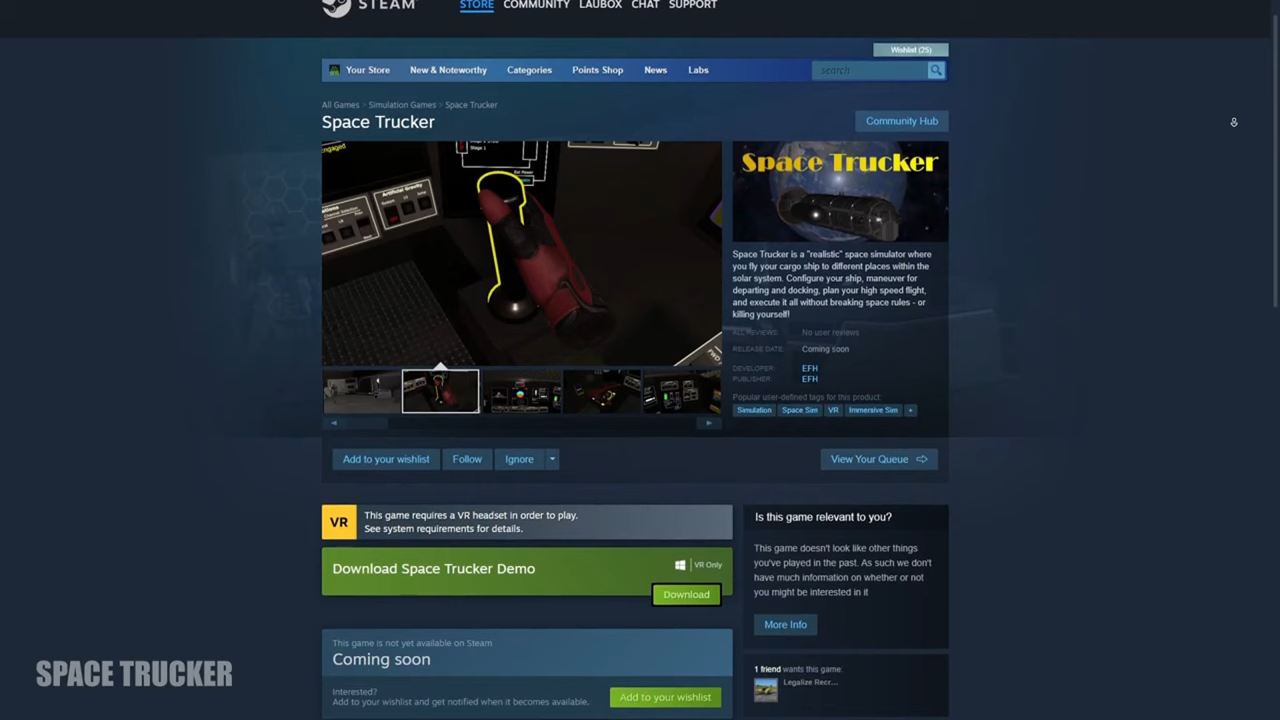 STEAM
STORE COMMUNITY LAUBOX CHAT SUPPORT
Wishlist (25)
Your Store New & Noteworthy Categories Points Shop News Labs
search
All Games > Simulation Games > Space Trucker
Space Trucker
Community Hub
Stage 1
Artificial Gravity
Space Trucker
Space Trucker is a "realistic" space simulator where
you fly your cargo ship to different places within the
solar system. Configure your ship, maneuver for
departing and docking, plan your high speed flight,
and execute it all without breaking space rules - or
killing yourself!
ALL REVIEWS: No user reviews
RELEASE DATE: Coming soon
DEVELOPER: EFH
PUBLISHER: EFH
Popular user-defined tags for this product:
Simulation Space Sim VR Immersive Sim +
Add to your wishlist Follow Ignore
View Your Queue
VR
This game requires a VR headset in order to play.
See system requirements for details.
Download Space Trucker Demo
VR Only
Download
This game is not yet available on Steam
Coming soon
Interested?
Add to your wishlist and get notified when it becomes available.
Add to your wishlist
Is this game relevant to you?
This game doesn't look like other things
you've played in the past. As such we don't
have much information on whether or not
you might be interested in it
More Info
1 friend wants this game:
Legalize Recr...
SPACE TRUCKER